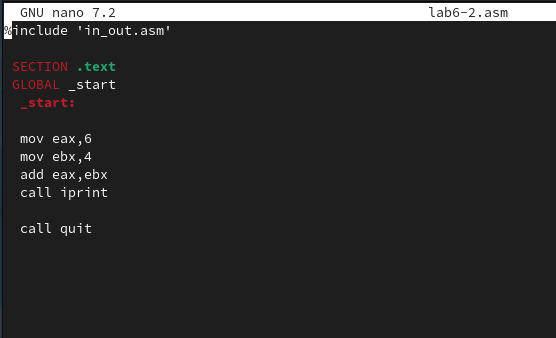 GNU nano 7.2 lab6-2.asm
%include 'in_out.asm'
SECTION .text
GLOBAL _start
_start:
mov eax,6
mov ebx,4
add eax,ebx
call iprint
call quit